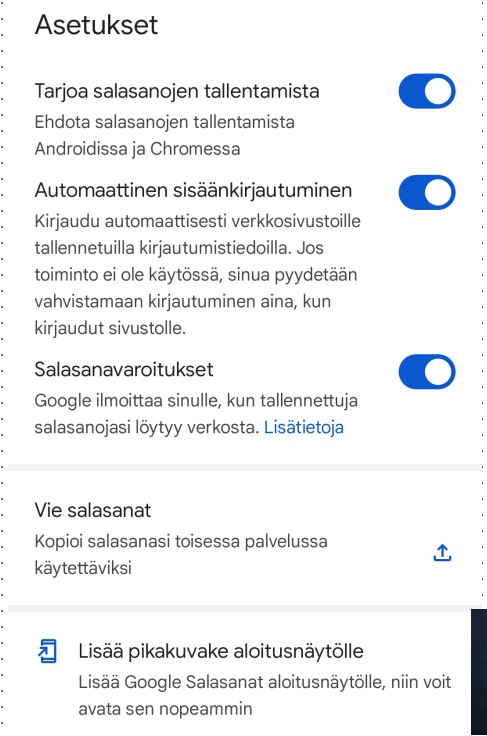 Asetukset
Tarjoa salasanojen tallentamista
Ehdota salasanojen tallentamista
Androidissa ja Chromessa
Automaattinen sisäänkirjautuminen
Kirjaudu automaattisesti verkkosivustoille
tallennetuilla kirjautumistiedoilla. Jos
toiminto ei ole käytössä, sinua pyydetään
vahvistamaan kirjautuminen aina, kun
kirjaudut sivustolle.
Salasanavaroitukset
Google ilmoittaa sinulle, kun tallennettuja
salasanojasi löytyy verkosta. Lisätietoja
Vie salasanat
Kopioi salasanasi toisessa palvelussa
käytettäviksi
Lisää pikakuvake aloitusnäytölle
Lisää Google Salasanat aloitusnäytölle, niin voit
avata sen nopeammin